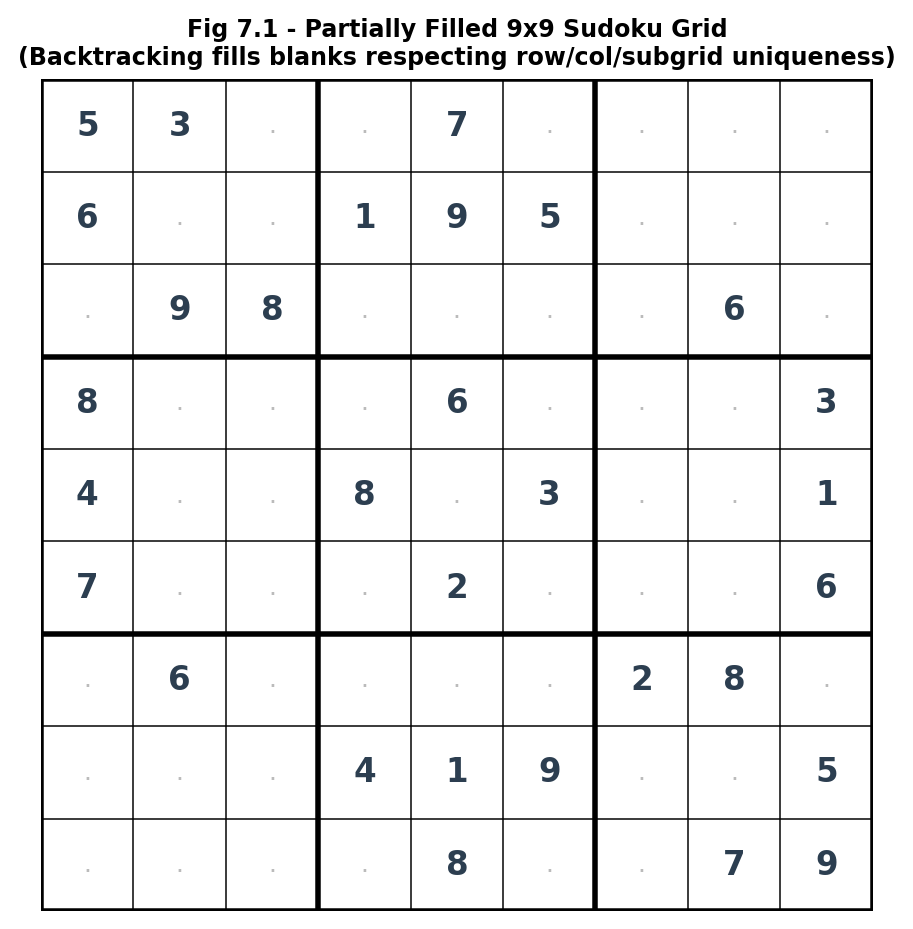 Fig 7.1 - Partially Filled 9x9 Sudoku Grid
(Backtracking fills blanks respecting row/col/subgrid uniqueness)
5 3 . . 7 . . . .
6 . . 1 9 5 . . .
. 9 8 . . . . 6 .
8 . . . 6 . . . 3
4 . . 8 . 3 . . 1
7 . . . 2 . . . 6
. 6 . . . . 2 8 .
. . . 4 1 9 . . 5
. . . . 8 . . 7 9